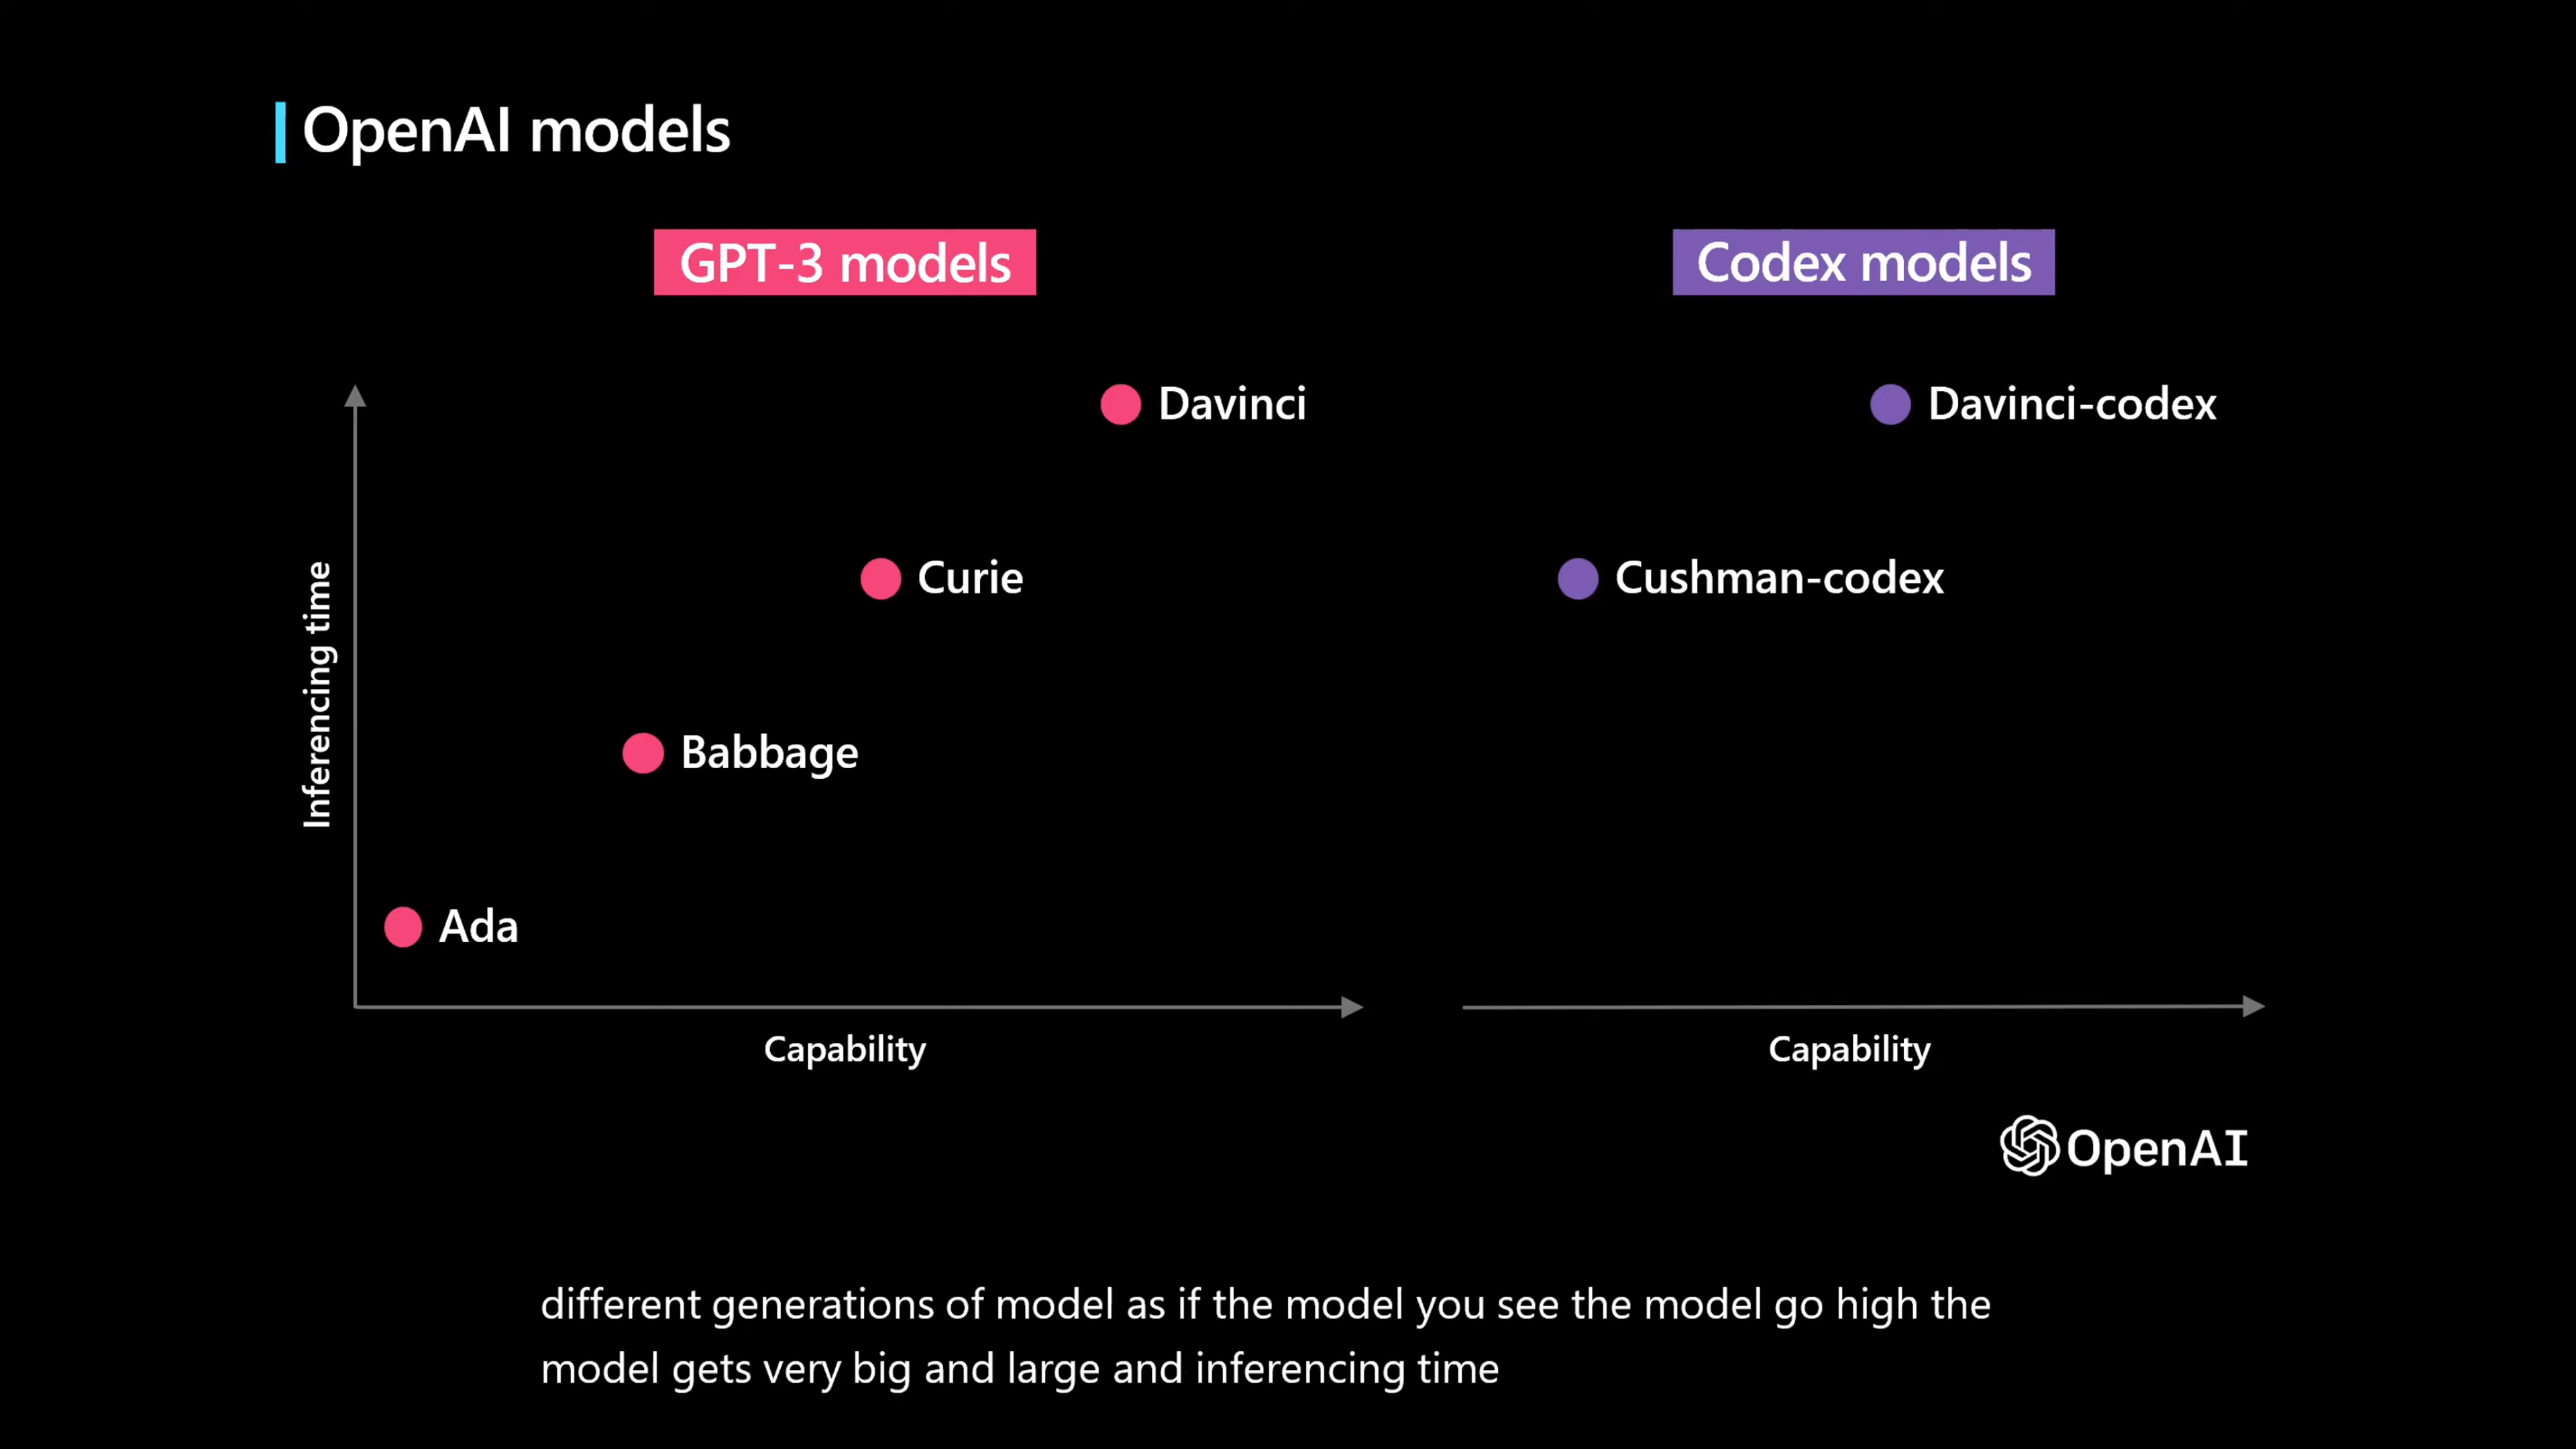 OpenAI models
GPT-3 models
Codex models
Davinci
Davinci-codex
Curie
Cushman-codex
Inferencing time
Babbage
Ada
Capability
Capability
OpenAI
different generations of model as if the model you see the model go high the
model gets very big and large and inferencing time